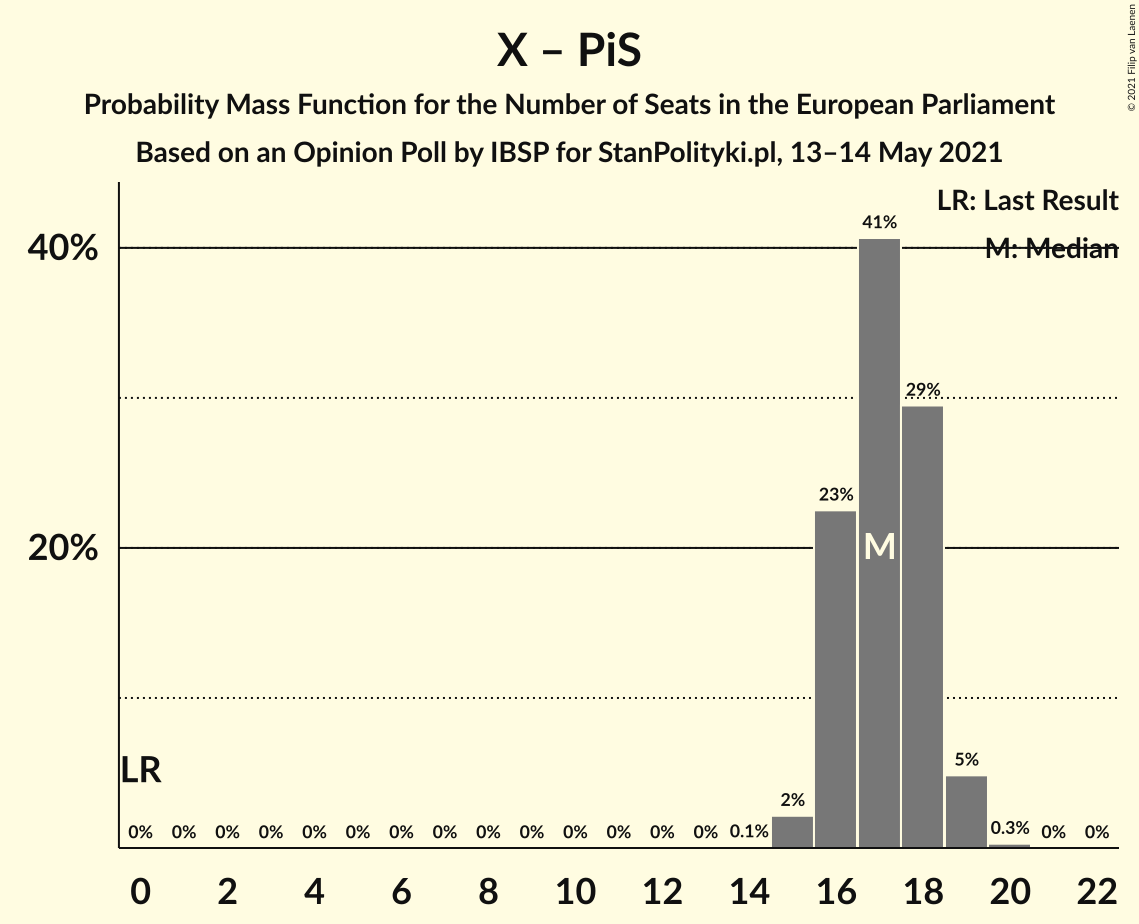 X – PiS
Probability Mass Function for the Number of Seats in the European Parliament
Based on an Opinion Poll by IBSP for StanPolityki.pl, 13–14 May 2021
© 2021 Filip van Laenen
LR: Last Result
M: Median
40%
20%
41%
29%
23%
M
LR
5%
2%
0% 0% 0% 0% 0% 0% 0% 0% 0% 0% 0% 0% 0% 0% 0.1% 0.3% 0% 0%
0 2 4 6 8 10 12 14 16 18 20 22